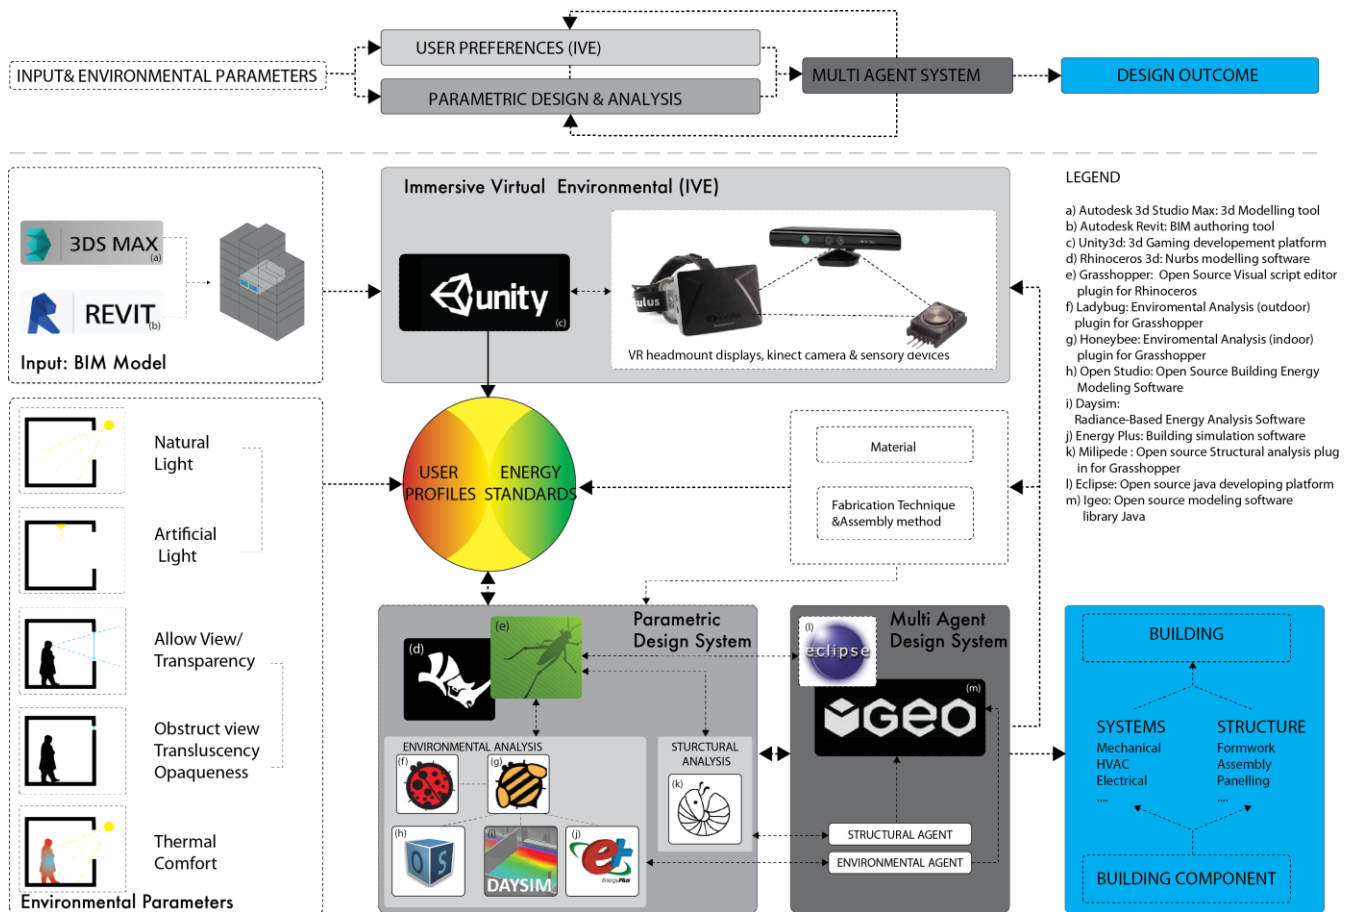 INPUT& ENVIRONMENTAL PARAMETERS
USER PREFERENCES (IVE)
PARAMETRIC DESIGN & ANALYSIS
MULTI AGENT SYSTEM
DESIGN OUTCOME
3DS MAX
(a)
REVIT
(b)
Input: BIM Model
Immersive Virtual Environmental (IVE)
unity
(c)
VR headmount displays, kinect camera & sensory devices
LEGEND
a) Autodesk 3d Studio Max: 3d Modelling tool
b) Autodesk Revit: BIM authoring tool
c) Unity3d: 3d Gaming developement platform
d) Rhinoceros 3d: Nurbs modelling software
e) Grasshopper: Open Source Visual script editor
plugin for Rhinoceros
f) Ladybug: Enviromental Analysis (outdoor)
plugin for Grasshopper
g) Honeybee: Enviromental Analysis (indoor)
plugin for Grasshopper
h) Open Studio: Open Source Building Energy
Modeling Software
i) Daysim:
Radiance-Based Energy Analysis Software
j) Energy Plus: Building simulation software
k) Milipede : Open source Structural analysis plug
in for Grasshopper
l) Eclipse: Open source java developing platform
m) Igeo: Open source modeling software
library Java
Natural
Light
Artificial
Light
Allow View/
Transparency
Obstruct view
Transluscency
Opaqueness
Thermal
Comfort
Environmental Parameters
USER
PROFILES
ENERGY
STANDARDS
Material
Fabrication Technique
&Assembly method
Parametric
Design System
(d)
(e)
ENVIRONMENTAL ANALYSIS
(f)
(g)
(h)
OS
(i)
DAYSIM
(j)
e+
EnergyPlus
STURCTURAL
ANALYSIS
(k)
Multi Agent
Design System
(l)
eclipse
(m)
GEO
STRUCTURAL AGENT
ENVIRONMENTAL AGENT
BUILDING
SYSTEMS
Mechanical
HVAC
Electrical
....
STRUCTURE
Formwork
Assembly
Panelling
....
BUILDING COMPONENT